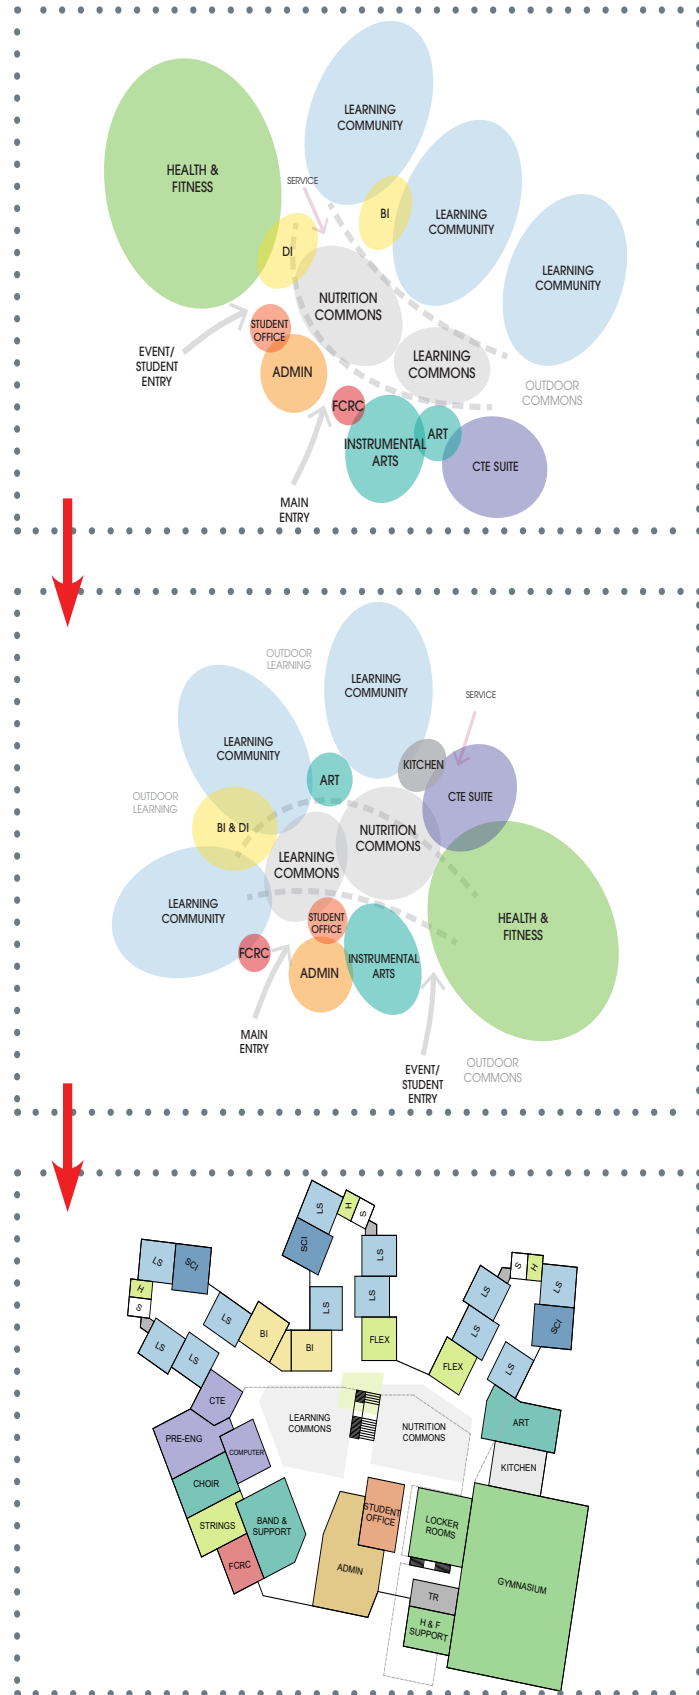 LEARNING
COMMUNITY
HEALTH &
FITNESS
SERVICE
BI
LEARNING
COMMUNITY
DI
LEARNING
COMMUNITY
NUTRITION
COMMONS
STUDENT
OFFICE
EVENT/
STUDENT
ENTRY
ADMIN
LEARNING
COMMONS
OUTDOOR
COMMONS
FCRC
INSTRUMENTAL
ARTS
ART
CTE SUITE
MAIN
ENTRY
OUTDOOR
LEARNING
LEARNING
COMMUNITY
SERVICE
LEARNING
COMMUNITY
KITCHEN
ART
CTE SUITE
OUTDOOR
LEARNING
BI & DI
NUTRITION
COMMONS
LEARNING
COMMONS
LEARNING
COMMUNITY
STUDENT
OFFICE
HEALTH &
FITNESS
FCRC
ADMIN
INSTRUMENTAL
ARTS
MAIN
ENTRY
EVENT/
STUDENT
ENTRY
OUTDOOR
COMMONS
LS
H
S
SCI
LS
LS
LS
FLEX
LS
SCI
H
S
LS
LS
LS
BI
BI
S
H
LS
LS
SCI
LS
LS
FLEX
CTE
PRE-ENG
COMPUTER
CHOIR
STRINGS
BAND &
SUPPORT
FCRC
LEARNING
COMMONS
NUTRITION
COMMONS
ART
KITCHEN
STUDENT
OFFICE
LOCKER
ROOMS
ADMIN
TR
H & F
SUPPORT
GYMNASIUM